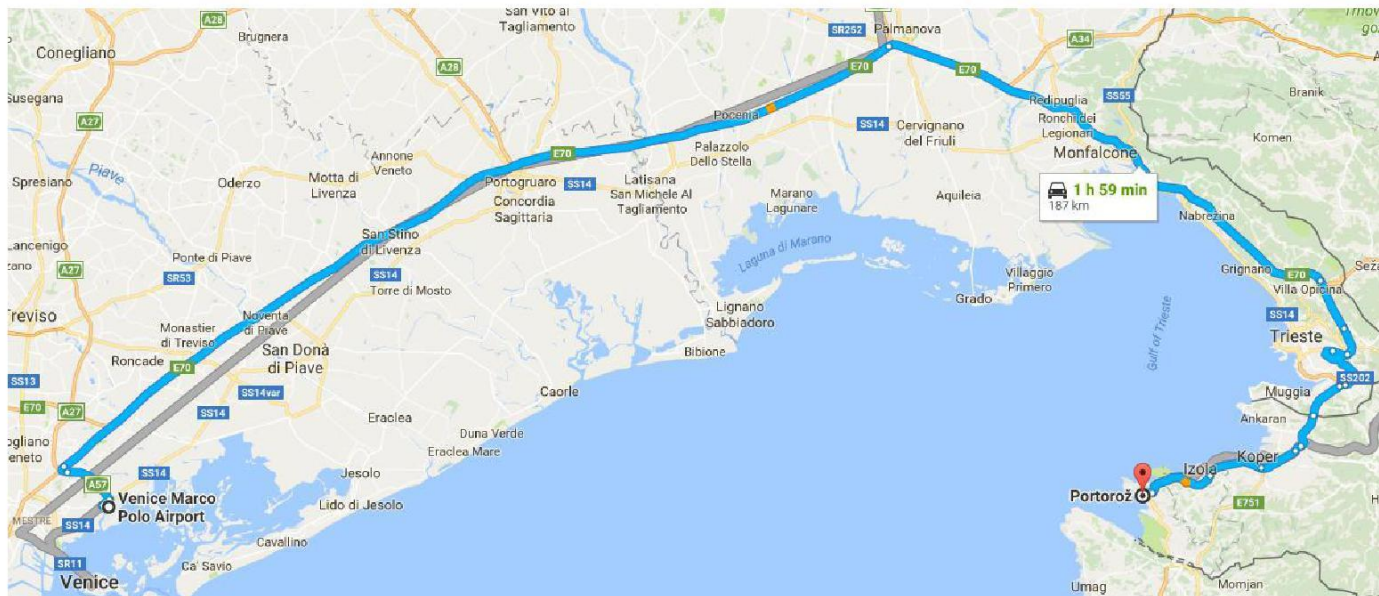 A28
San Vito al
Tagliamento
Brugnera
Conegliano
SR252
Palmanova
A34
Susegana
A27
A28
E70
E70
Branik
SS55
Redipuglia
Ronchi dei
Legionari
Pocenia
SS14
Cervignano
del Friuli
Komen
Piave
Annone
Veneto
E70
Palazzolo
Dello Stella
Monfalcone
Spresiano
Oderzo
Motta di
Livenza
Portogruaro
SS14
Latisana
San Michele Al
Tagliamento
Marano
Lagunare
Aquileia
1 h 59 min
187 km
Concordia
Sagittaria
Nabrezina
San Stino
di Livenza
Laguna di Marano
Ponte di Piave
A27
SR53
SS14
Torre di Mosto
Villaggio
Primero
Grado
Grignano
E70
Villa Opicina
Lignano
Sabbiadoro
SS14
Noventa
di Piave
Monastier
di Treviso
Gulf of Trieste
Trieste
Roncade
San Donà
di Piave
Bibione
E70
SS13
SS202
SS14var
Caorle
Muggia
E70
A27
SS14
Eraclea
Ankaran
Duna Verde
Eraclea Mare
SS14
Jesolo
Koper
Izola
A57
Venice Marco
Polo Airport
Lido di Jesolo
Portorož
E751
MESTRE
SS14
Cavallino
SR11
Ca' Savio
Venice
Umag
Momjan